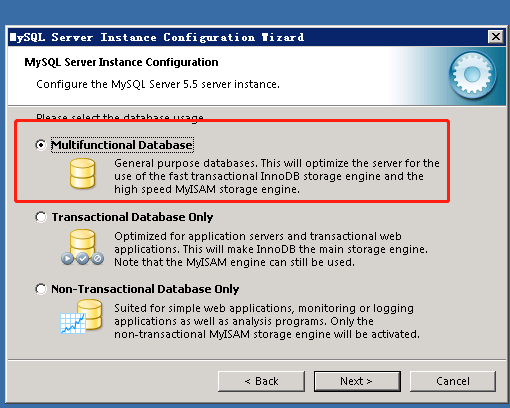 MySQL Server Instance Configuration Wizard
MySQL Server Instance Configuration
Configure the MySQL Server 5.5 server instance.
Please select the database usage.
Multifunctional Database
General purpose databases. This will optimize the server for the
use of the fast transactional InnoDB storage engine and the
high speed MyISAM storage engine.
Transactional Database Only
Optimized for application servers and transactional web
applications. This will make InnoDB the main storage engine.
Note that the MyISAM engine can still be used.
Non-Transactional Database Only
Suited for simple web applications, monitoring or logging
applications as well as analysis programs. Only the
non-transactional MyISAM storage engine will be activated.
< Back
Next >
Cancel